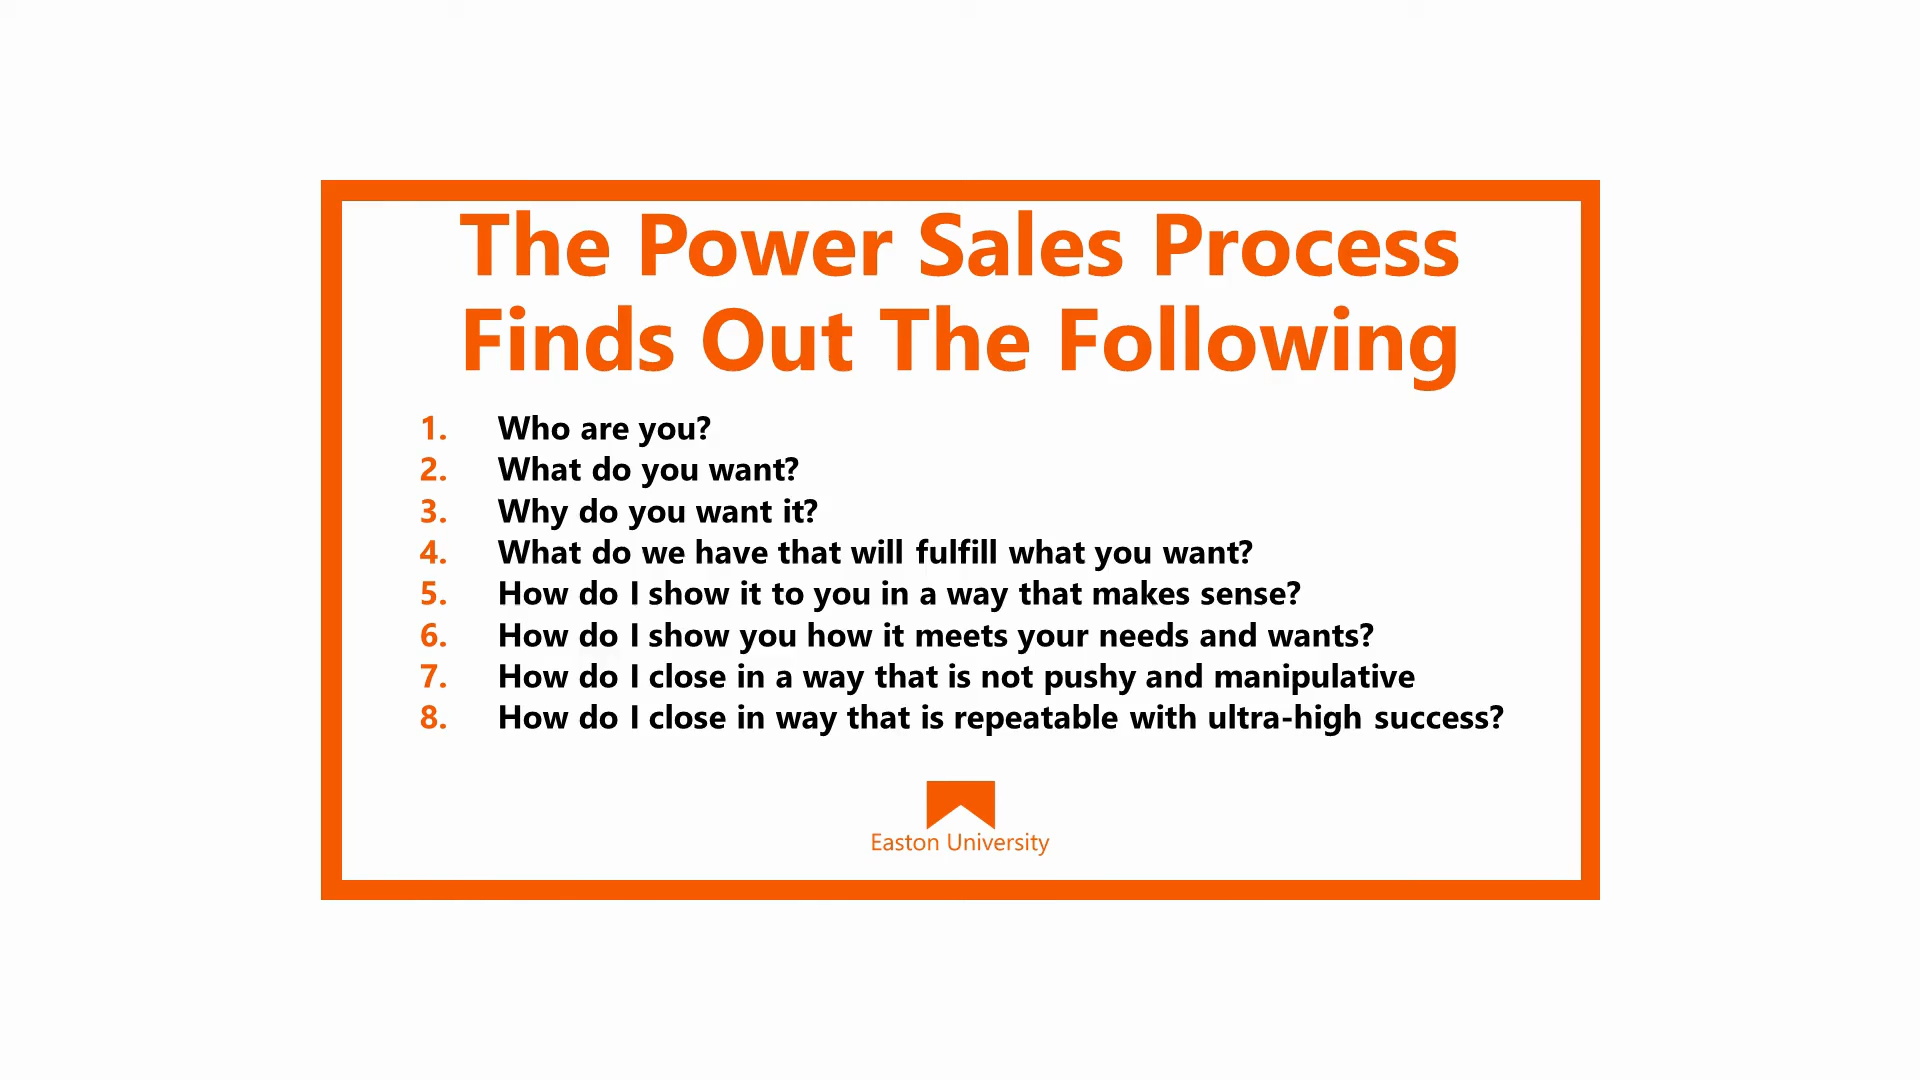 The Power Sales Process
Finds Out The Following
1. Who are you?
2. What do you want?
3. Why do you want it?
4. What do we have that will fulfill what you want?
5. How do I show it to you in a way that makes sense?
6. How do I show you how it meets your needs and wants?
7. How do I close in a way that is not pushy and manipulative
8. How do I close in way that is repeatable with ultra-high success?
Easton University